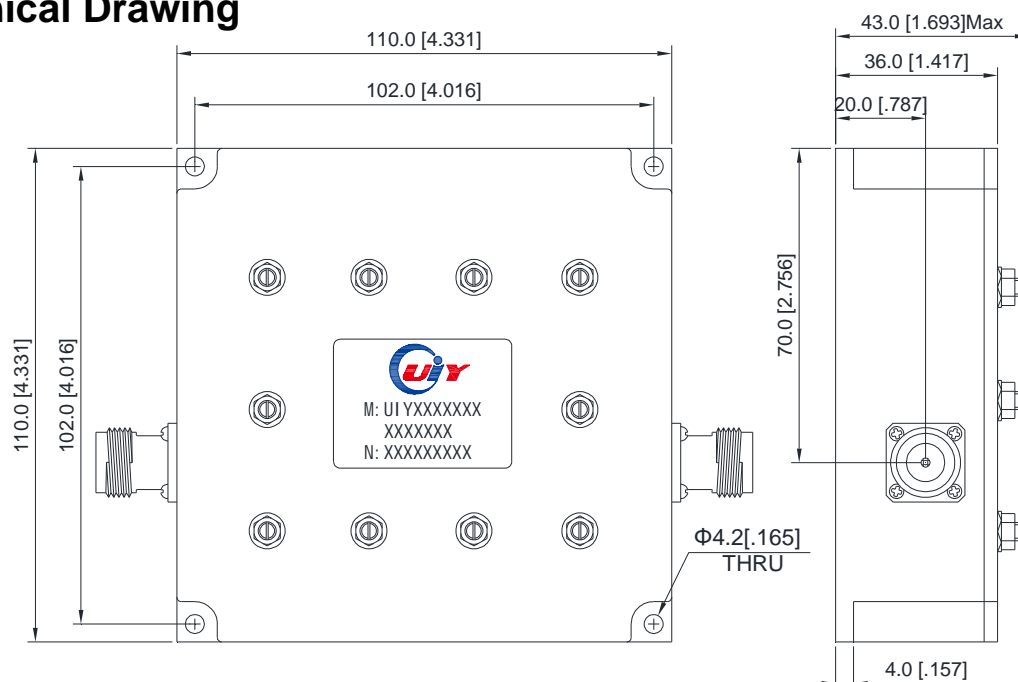 nical Drawing
110.0 [4.331]
102.0 [4.016]
110.0 [4.331]
102.0 [4.016]
UiY
M: UIYXXXXXXX
XXXXXXX
N: XXXXXXXXX
Φ4.2[.165]
THRU
43.0 [1.693]Max
36.0 [1.417]
20.0 [.787]
70.0 [2.756]
4.0 [.157]